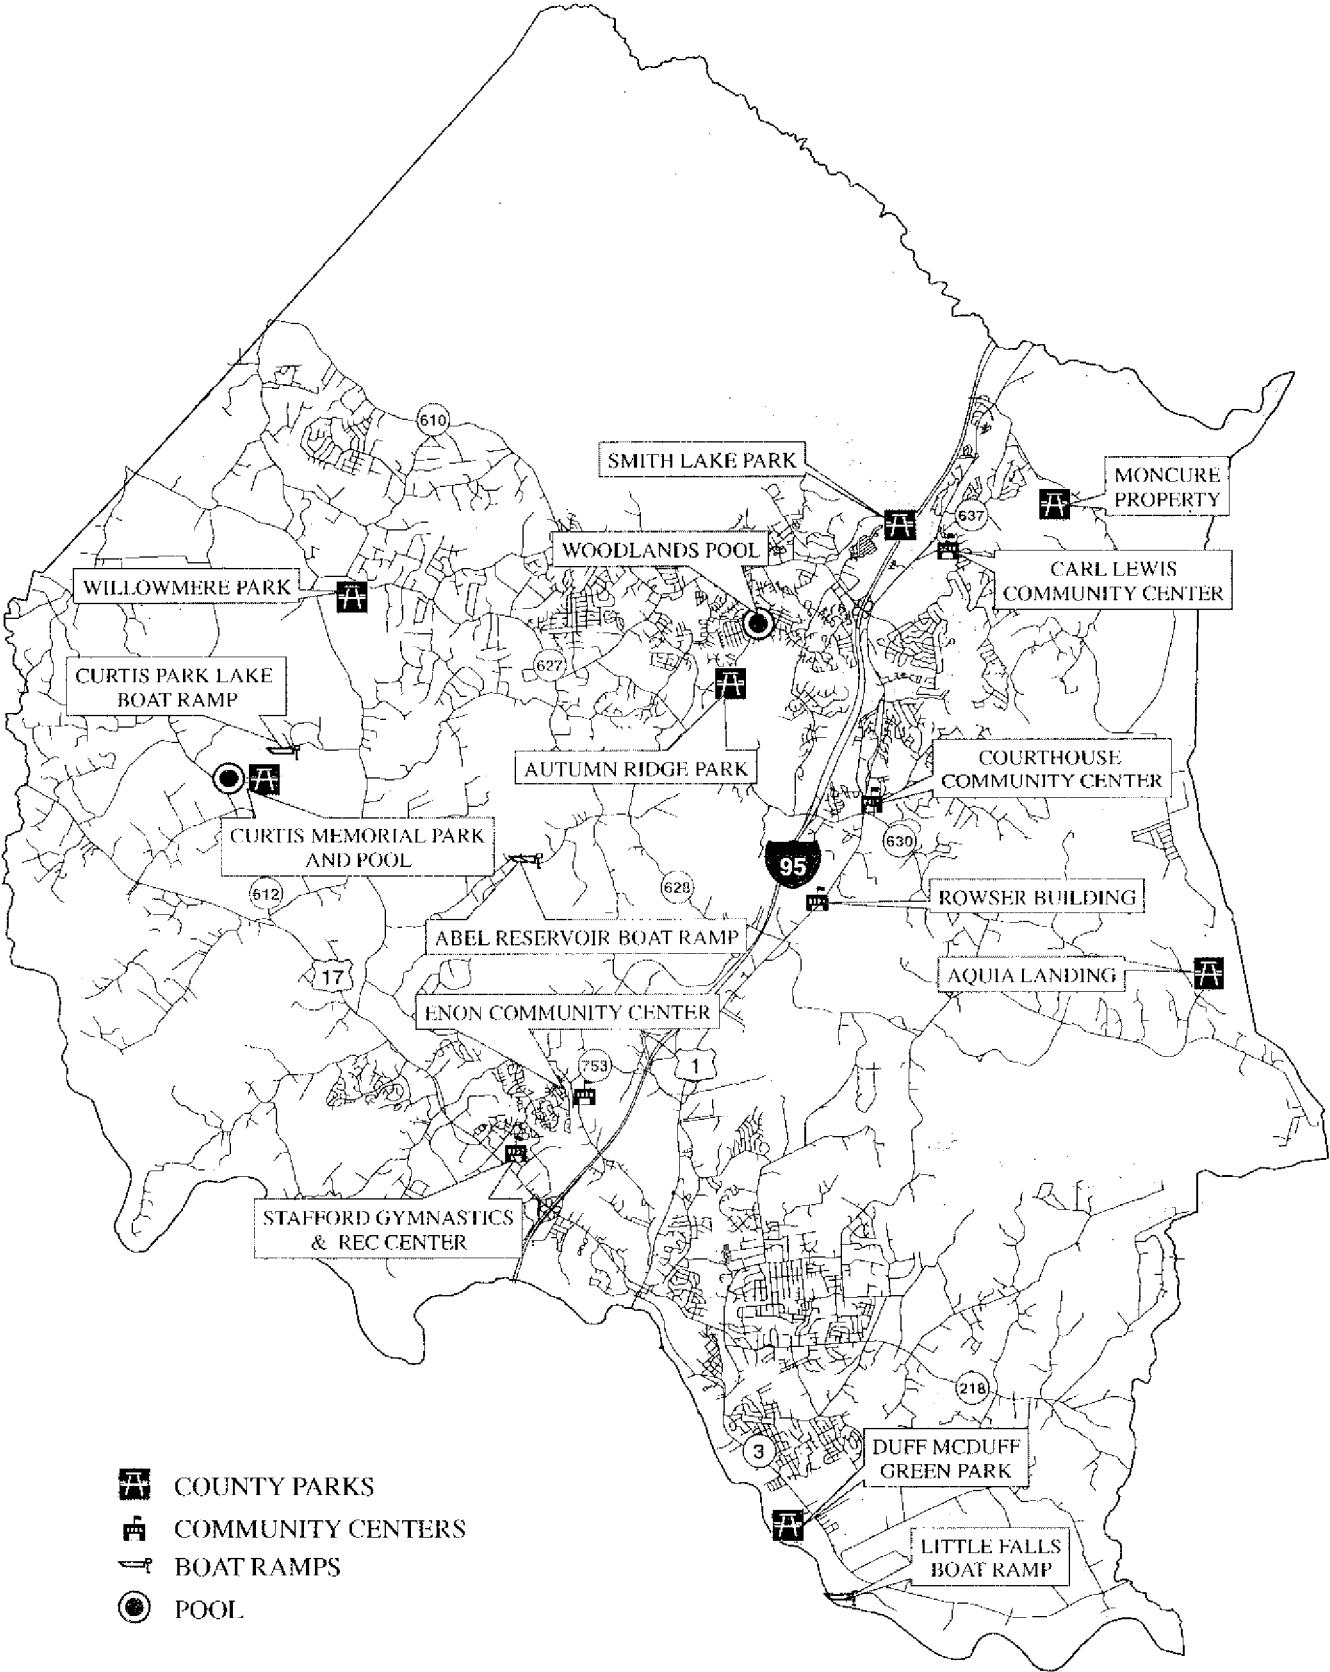 610
SMITH LAKE PARK
MONCURE
PROPERTY
637
WOODLANDS POOL
CARL LEWIS
COMMUNITY CENTER
WILLOWMERE PARK
627
CURTIS PARK LAKE
BOAT RAMP
AUTUMN RIDGE PARK
COURTHOUSE
COMMUNITY CENTER
CURTIS MEMORIAL PARK
AND POOL
630
95
612
628
ROWSER BUILDING
ABEL RESERVOIR BOAT RAMP
17
AQUIA LANDING
ENON COMMUNITY CENTER
753
1
STAFFORD GYMNASTICS
& REC CENTER
218
3
DUFF MCDUFF
GREEN PARK
LITTLE FALLS
BOAT RAMP
COUNTY PARKS
COMMUNITY CENTERS
BOAT RAMPS
POOL